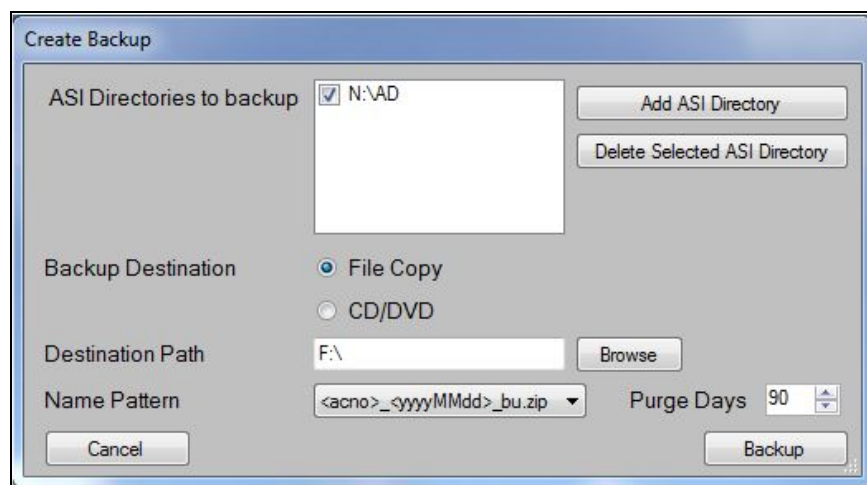 Create Backup
ASI Directories to backup
N:\AD
Add ASI Directory
Delete Selected ASI Directory
Backup Destination
File Copy
CD/DVD
Destination Path
F:\
Browse
Name Pattern
<acno>_<yyyyMMdd>_bu.zip
Purge Days
90
Cancel
Backup